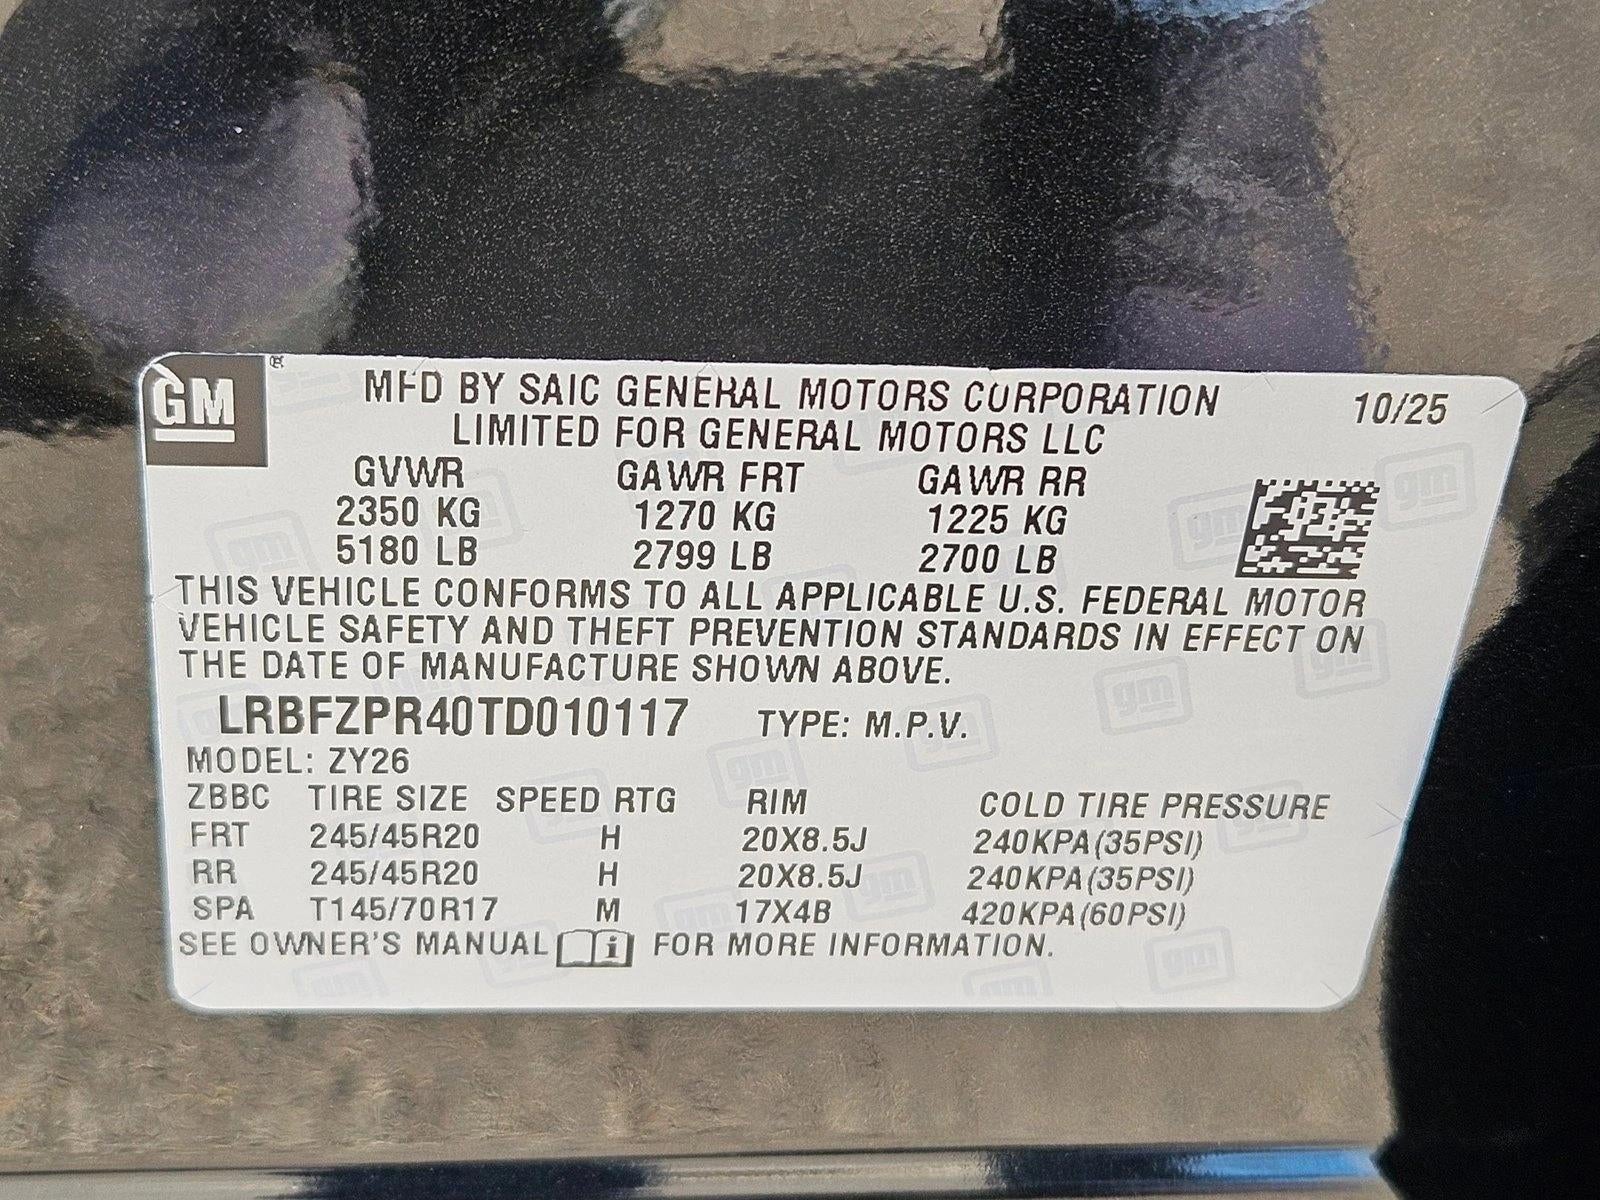 GM ®
MFD BY SAIC GENERAL MOTORS CORPORATION 10/25
LIMITED FOR GENERAL MOTORS LLC
GVWR GAWR FRT GAWR RR
2350 KG 1270 KG 1225 KG
5180 LB 2799 LB 2700 LB
THIS VEHICLE CONFORMS TO ALL APPLICABLE U.S. FEDERAL MOTOR
VEHICLE SAFETY AND THEFT PREVENTION STANDARDS IN EFFECT ON
THE DATE OF MANUFACTURE SHOWN ABOVE.
LRBFZPR40TD010117 TYPE: M.P.V.
MODEL: ZY26
ZBBC TIRE SIZE SPEED RTG RIM COLD TIRE PRESSURE
FRT 245/45R20 H 20X8.5J 240KPA(35PSI)
RR 245/45R20 H 20X8.5J 240KPA(35PSI)
SPA T145/70R17 M 17X4B 420KPA(60PSI)
SEE OWNER'S MANUAL i FOR MORE INFORMATION.